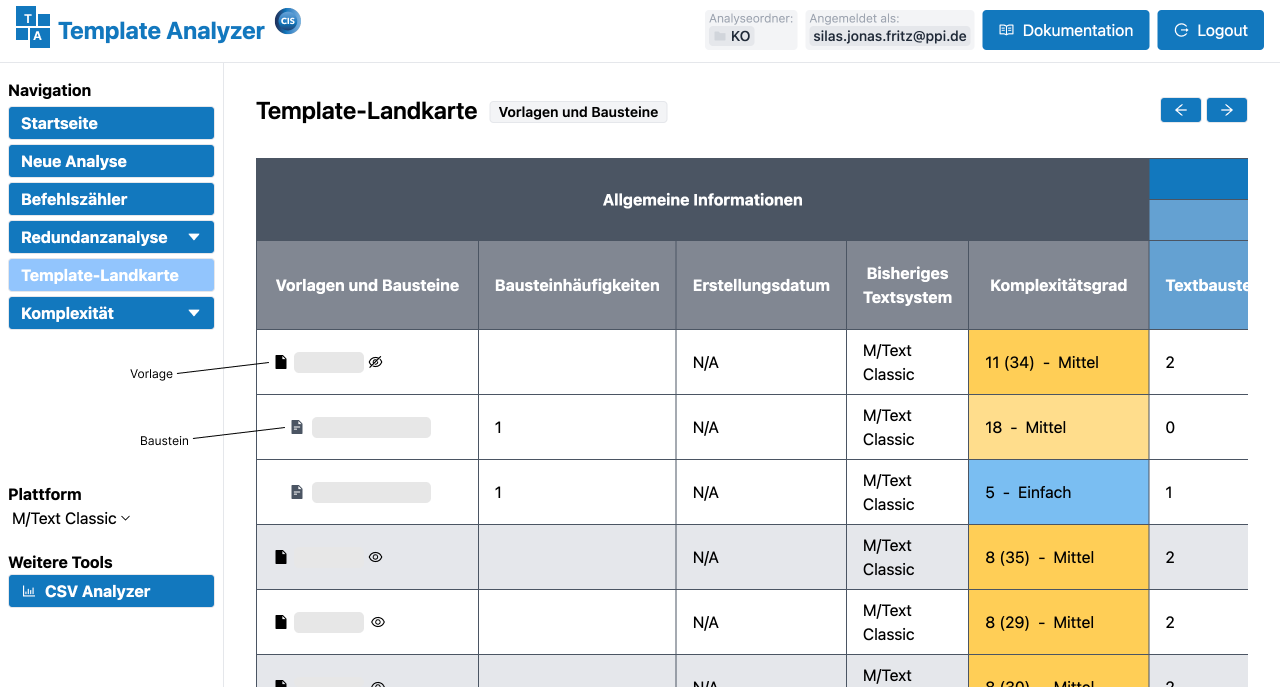 T
A
Template Analyzer
CIS
Analyseordner:
KO
Angemeldet als:
silas.jonas.fritz@ppi.de
Dokumentation
Logout
Navigation
Startseite
Neue Analyse
Befehlszähler
Redundanzanalyse
Template-Landkarte
Komplexität
Vorlage
Baustein
Plattform
M/Text Classic
Weitere Tools
CSV Analyzer
Template-Landkarte
Vorlagen und Bausteine
Allgemeine Informationen
Vorlagen und Bausteine
Bausteinhäufigkeiten
Erstellungsdatum
Bisheriges
Textsystem
Komplexitätsgrad
Textbauste
N/A
M/Text
Classic
11 (34) - Mittel
2
1
N/A
M/Text
Classic
18 - Mittel
0
1
N/A
M/Text
Classic
5 - Einfach
1
N/A
M/Text
Classic
8 (35) - Mittel
2
N/A
M/Text
Classic
8 (29) - Mittel
2
N/A
M/Text
8 (30) - Mittel
2